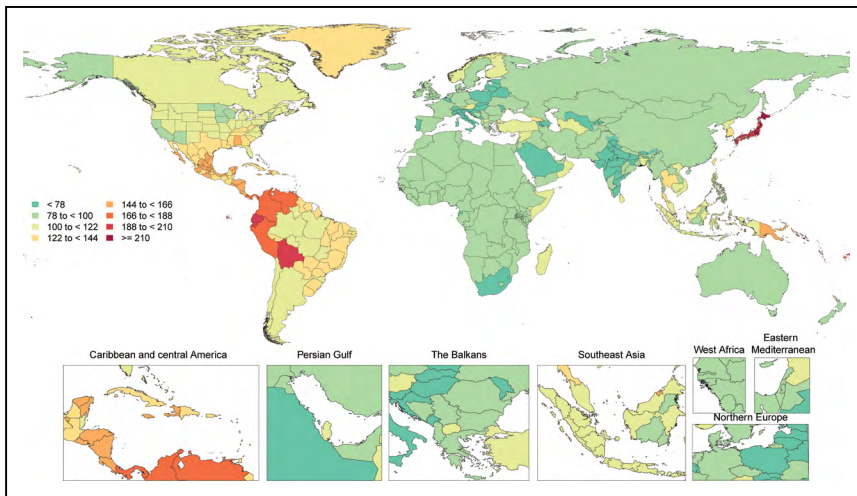 < 78
78 to < 100
100 to < 122
122 to < 144
144 to < 166
166 to < 188
188 to < 210
>= 210
Caribbean and central America
Persian Gulf
The Balkans
Southeast Asia
West Africa
Eastern
Mediterranean
Northern Europe